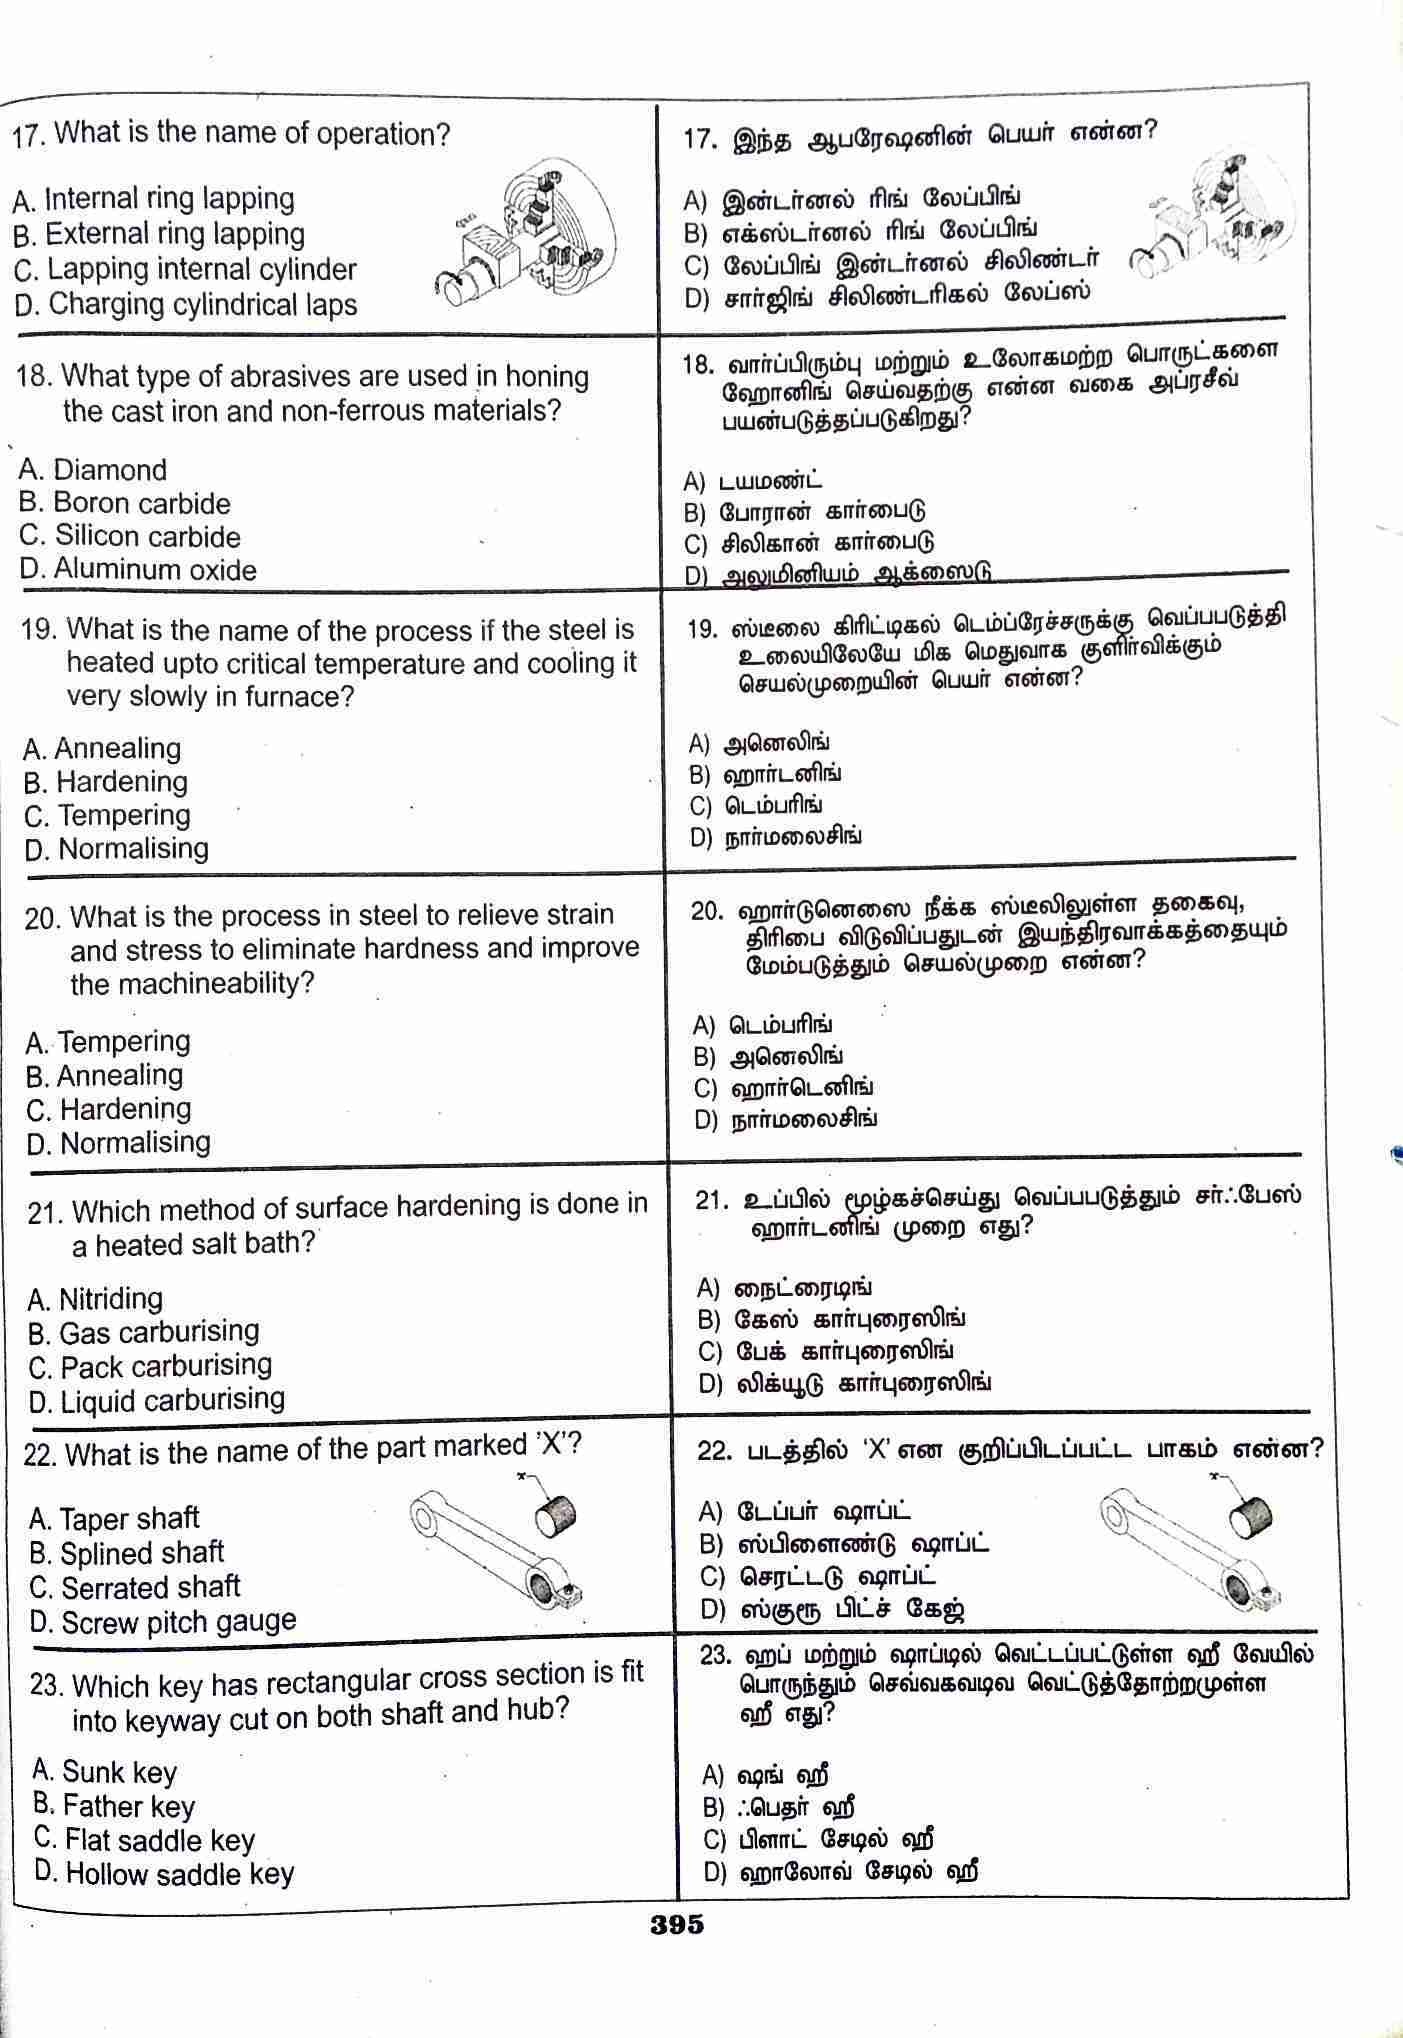 17. What is the name of operation?
A. Internal ring lapping
B. External ring lapping
C. Lapping internal cylinder
D. Charging cylindrical laps
18. What type of abrasives are used in honing
the cast iron and non-ferrous materials?
A. Diamond
B. Boron carbide
C. Silicon carbide
D. Aluminum oxide
19. What is the name of the process if the steel is
heated upto critical temperature and cooling it
very slowly in furnace?
A. Annealing
B. Hardening
C. Tempering
D. Normalising
20. What is the process in steel to relieve strain
and stress to eliminate hardness and improve
the machineability?
A. Tempering
B. Annealing
C. Hardening
D. Normalising
21. Which method of surface hardening is done in
a heated salt bath?
A. Nitriding
B. Gas carburising
C. Pack carburising
D. Liquid carburising
22. What is the name of the part marked 'X'?
X
A. Taper shaft
B. Splined shaft
C. Serrated shaft
D. Screw pitch gauge
23. Which key has rectangular cross section is fit
into keyway cut on both shaft and hub?
A. Sunk key
B. Father key
C. Flat saddle key
D. Hollow saddle key
17. இந்த ஆபரேஷனின் பெயர் என்ன?
A) இன்டர்னல் ரிங் லேப்பிங்
B) எக்ஸ்டர்னல் ரிங் லேப்பிங்
C) லேப்பிங் இன்டர்னல் சிலிண்டர்
D) சார்ஜிங் சிலிண்டரிகல் லேப்ஸ்
18. வார்ப்பிரும்பு மற்றும் உலோகமற்ற பொருட்களை
ஹோனிங் செய்வதற்கு என்ன வகை அப்ரசீவ்
பயன்படுத்தப்படுகிறது?
A) டயமண்ட்
B) போரான் கார்பைடு
C) சிலிகான் கார்பைடு
D) அலுமினியம் ஆக்ஸைடு
19. ஸ்டீலை கிரிட்டிகல் டெம்ப்ரேச்சருக்கு வெப்பபடுத்தி
உலையிலேயே மிக மெதுவாக குளிர்விக்கும்
செயல்முறையின் பெயர் என்ன?
A) அனெலிங்
B) ஹார்டனிங்
C) டெம்பரிங்
D) நார்மலைசிங்
20. ஹார்டுனெஸை நீக்க ஸ்டீலிலுள்ள தகைவு,
திரிபை விடுவிப்பதுடன் இயந்திரவாக்கத்தையும்
மேம்படுத்தும் செயல்முறை என்ன?
A) டெம்பரிங்
B) அனெலிங்
C) ஹார்டெனிங்
D) நார்மலைசிங்
21. உப்பில் மூழ்கச்செய்து வெப்பபடுத்தும் சர்ஃபேஸ்
ஹார்டனிங் முறை எது?
A) நைட்ரைடிங்
B) கேஸ் கார்புரைஸிங்
C) பேக் கார்புரைஸிங்
D) லிக்யூடு கார்புரைஸிங்
22. படத்தில் 'X' என குறிப்பிடப்பட்ட பாகம் என்ன?
X
A) டேப்பர் ஷாப்ட்
B) ஸ்பிளைண்டு ஷாப்ட்
C) செரட்டடு ஷாப்ட்
D) ஸ்குரூ பிட்ச் கேஜ்
23. ஹப் மற்றும் ஷாப்டில் வெட்டப்பட்டுள்ள ஹீ வேயில்
பொருந்தும் செவ்வகவடிவ வெட்டுத்தோற்றமுள்ள
ஹீ எது?
A) ஷங் ஹீ
B) ஃபெதர் ஹீ
C) பிளாட் சேடில் ஹீ
D) ஹாலோவ் சேடில் ஹீ
395